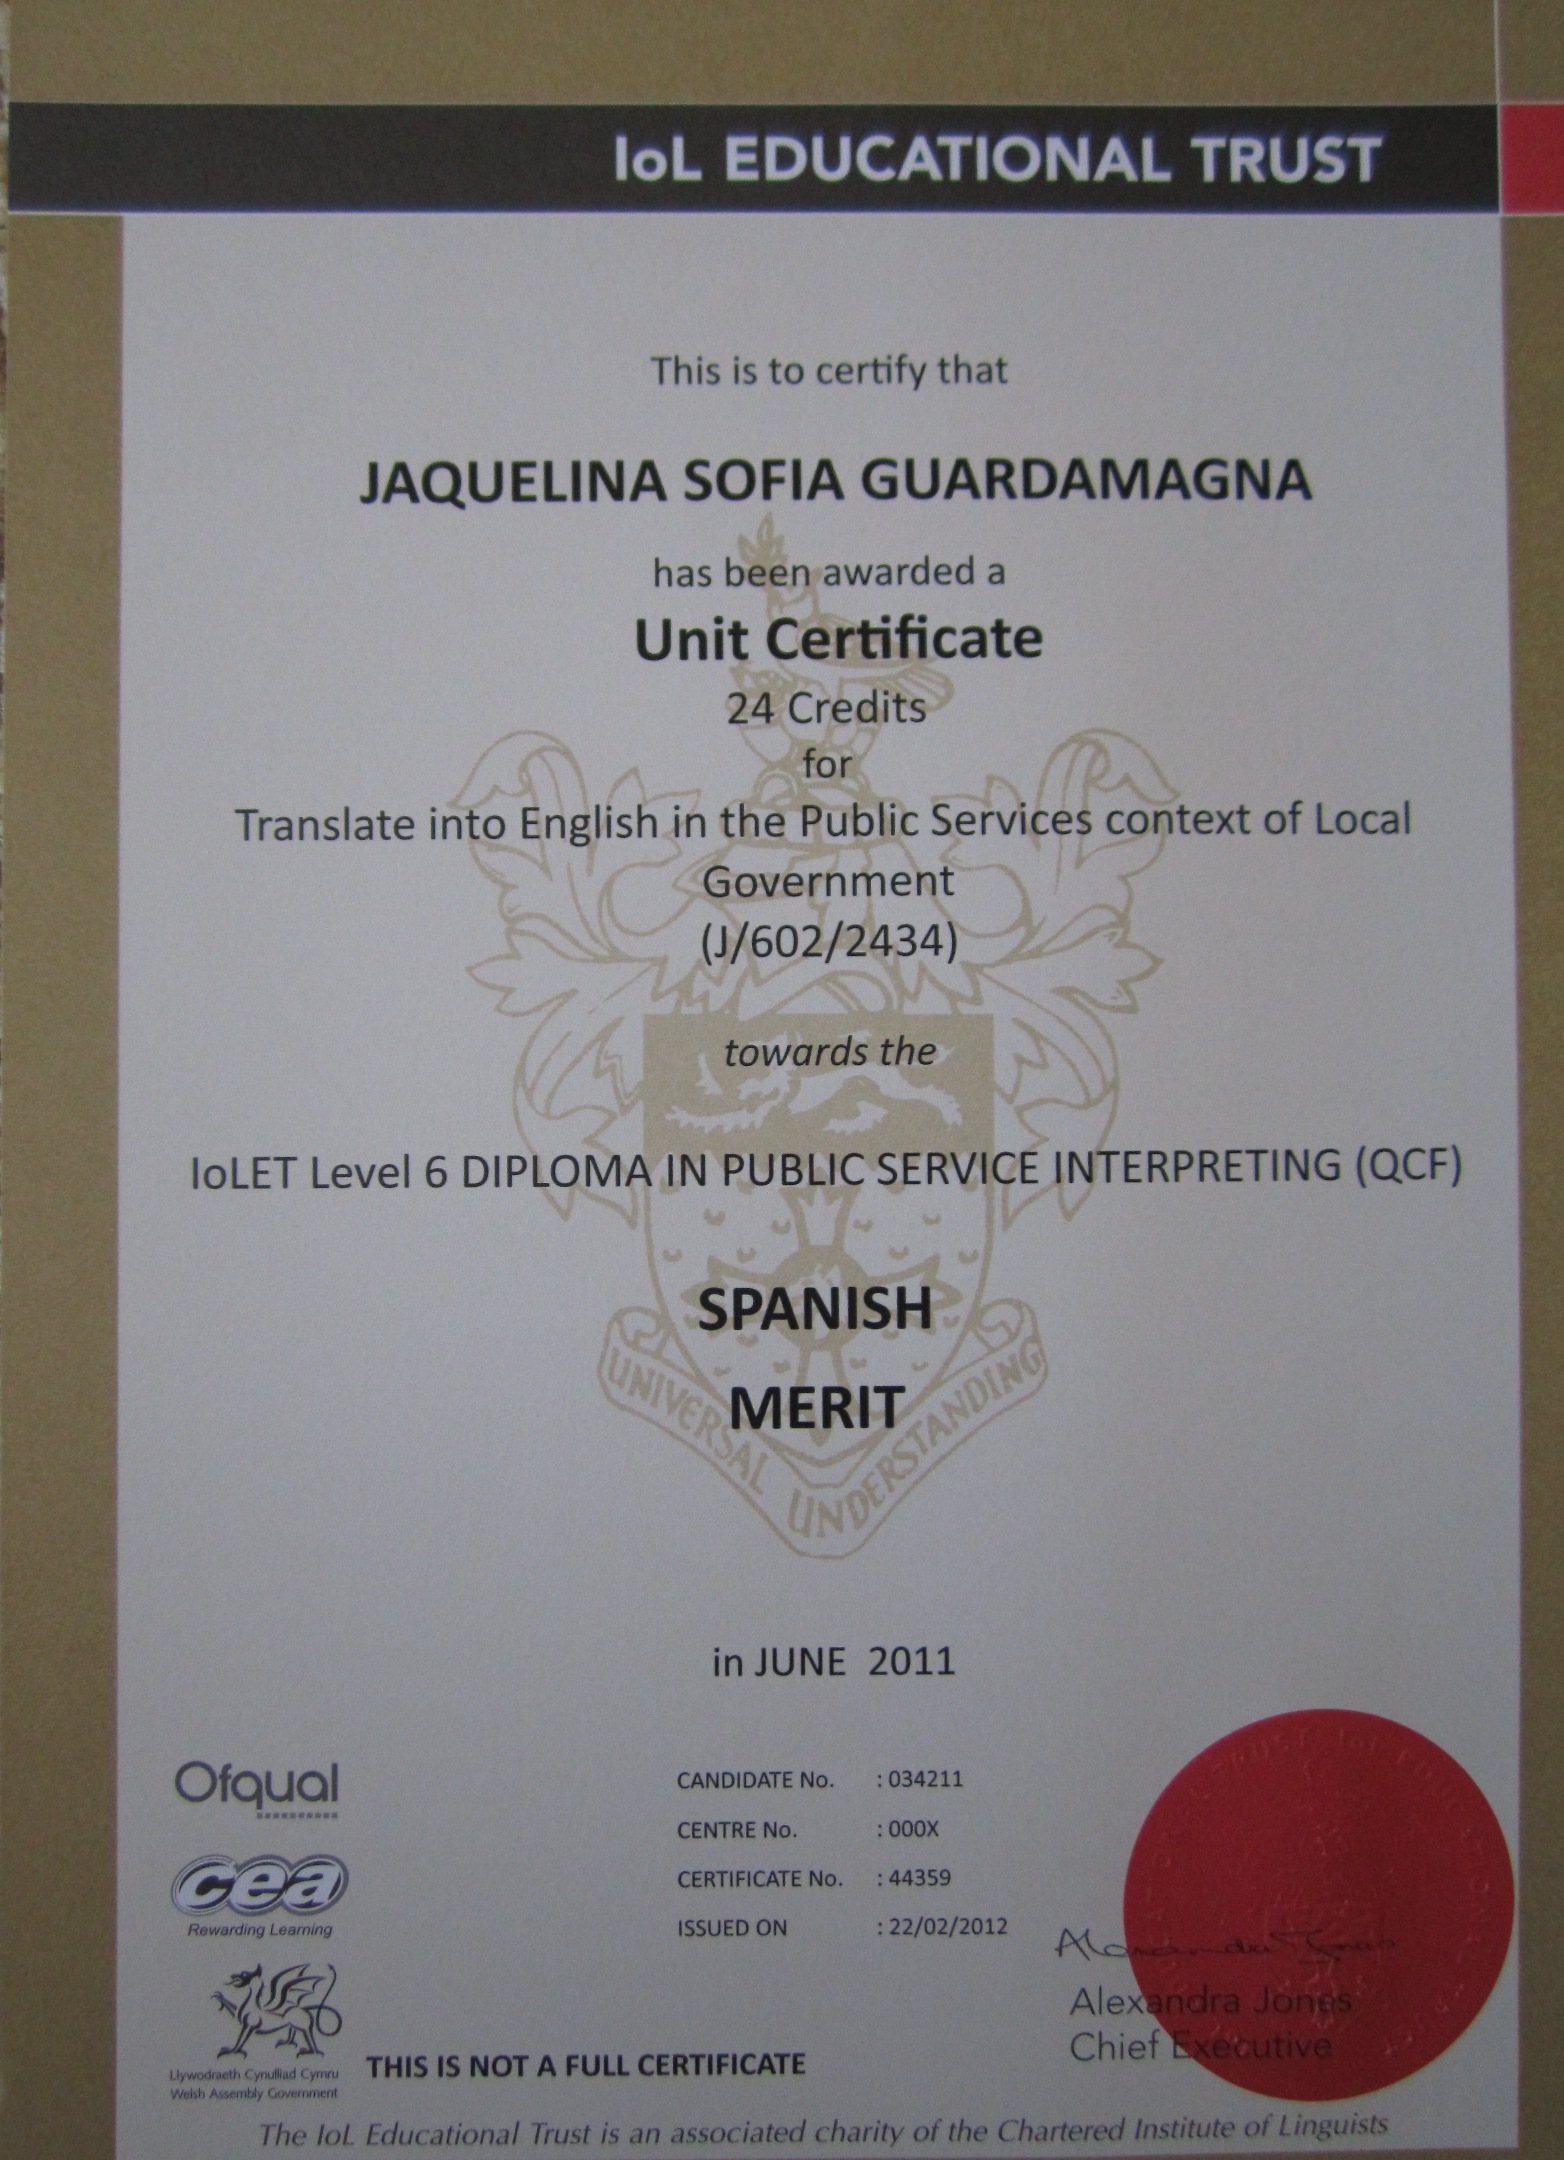 IoL EDUCATIONAL TRUST
This is to certify that
JAQUELINA SOFIA GUARDAMAGNA
has been awarded a
Unit Certificate
24 Credits
for
Translate into English in the Public Services context of Local
Government
(J/602/2434)
towards the
IoLET Level 6 DIPLOMA IN PUBLIC SERVICE INTERPRETING (QCF)
SPANISH
MERIT
UNIVERSAL UNDERSTANDING
in JUNE 2011
Ofqual
cea
Rewarding Learning
Llywodraeth Cynulliad Cymru
Welsh Assembly Government
CANDIDATE No. : 034211
CENTRE No. : 000X
CERTIFICATE No. : 44359
ISSUED ON : 22/02/2012
Alexandra Jones
Alexandra Jones
Chief Executive
THIS IS NOT A FULL CERTIFICATE
The IoL Educational Trust is an associated charity of the Chartered Institute of Linguists